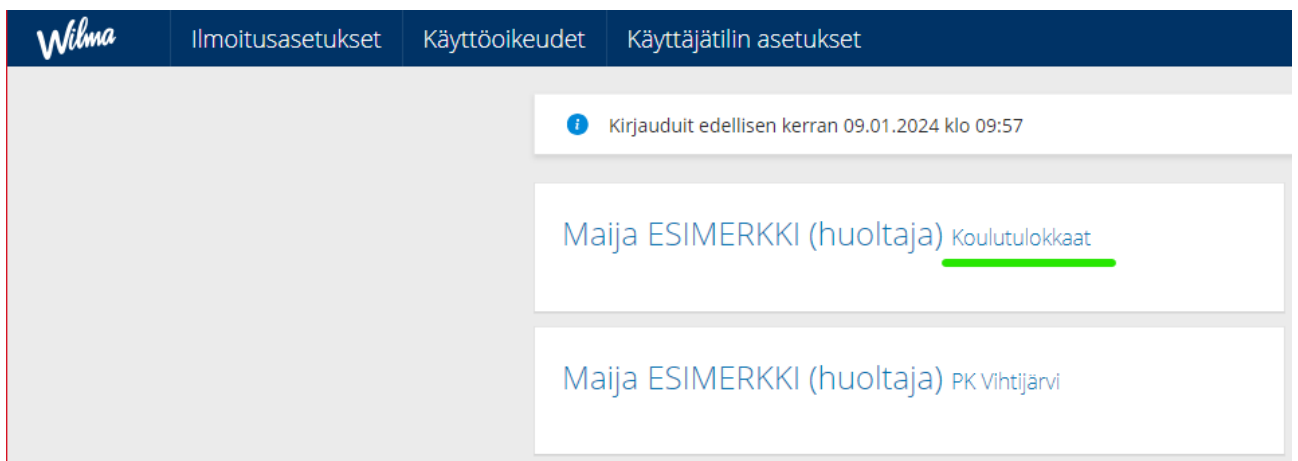 Wilma Ilmoitusasetukset Käyttöoikeudet Käyttäjätilin asetukset
Kirjauduit edellisen kerran 09.01.2024 klo 09:57
Maija ESIMERKKI (huoltaja) Koulutulokkaat
Maija ESIMERKKI (huoltaja) PK Vihtijärvi